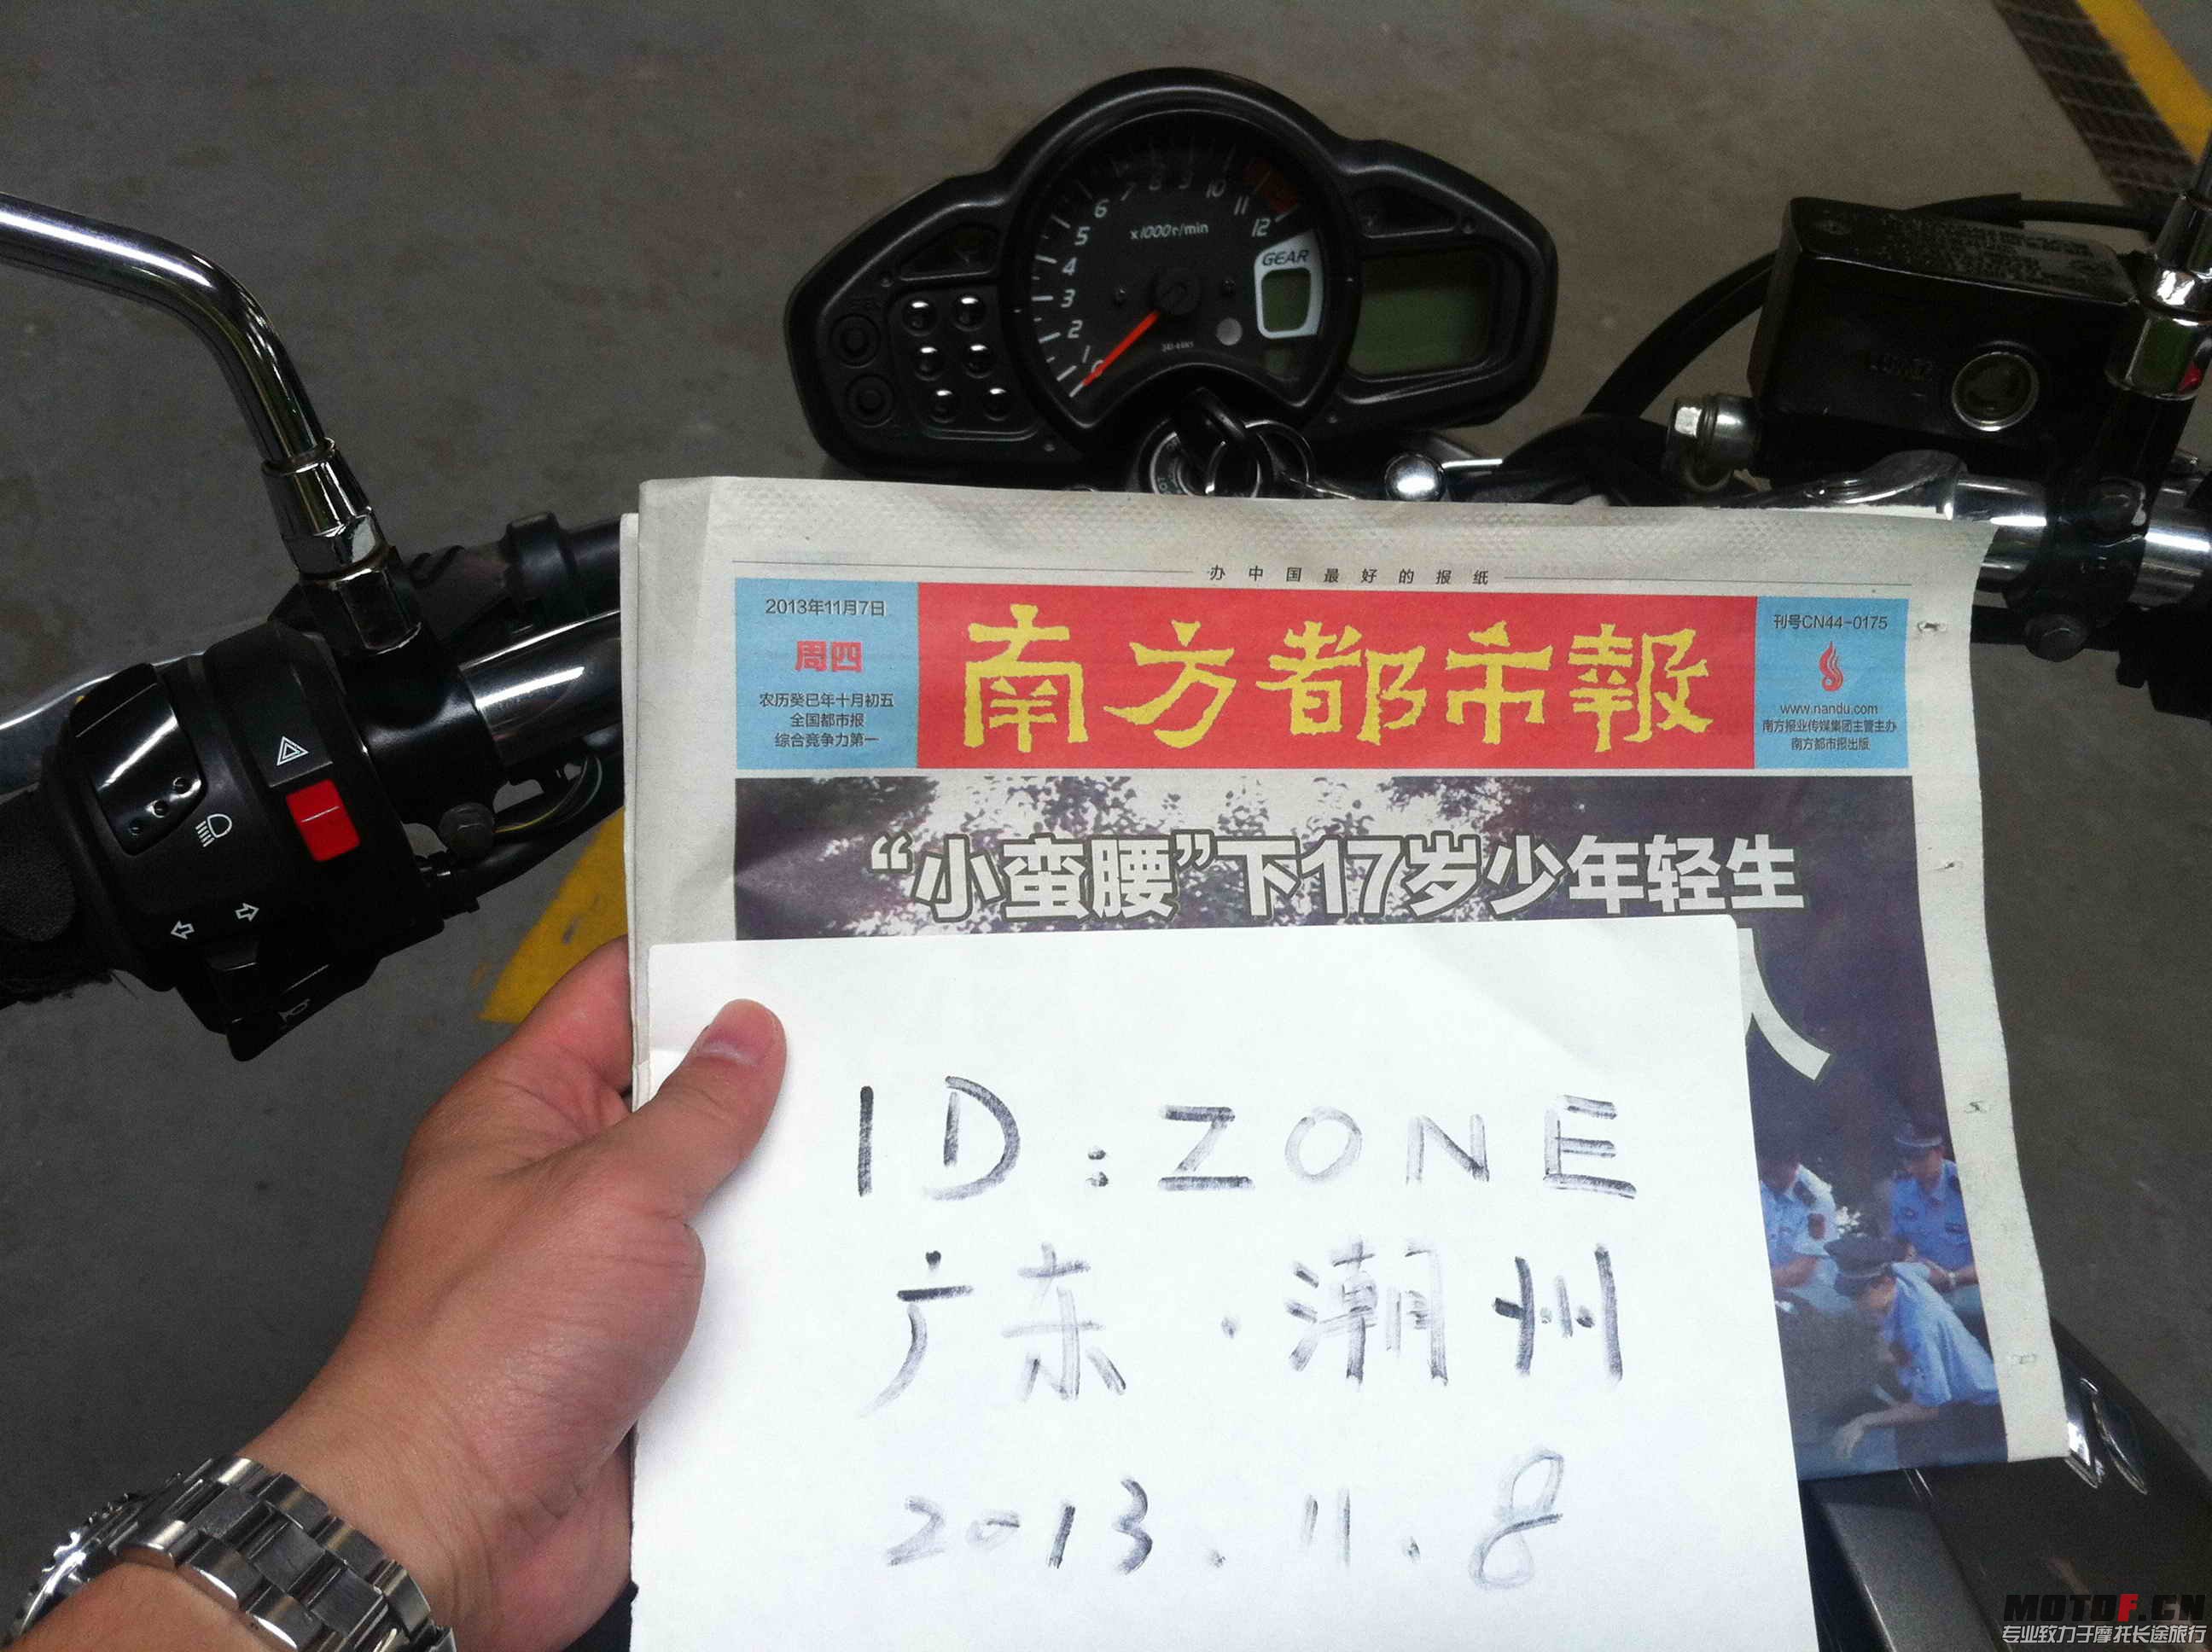 x1000r/min
GEAR
办中国最好的报纸
2013年11月7日
周四
农历癸巳年十月初五
全国都市报
综合竞争力第一
南方都市報
刊号CN44-0175
www.nandu.com
南方报业传媒集团主管主办
南方都市报出版
“小蛮腰”下17岁少年轻生
人
ID:ZONE
广东·潮州
2013.11.8
MOTOF.CN
专业致力于摩托长途旅行